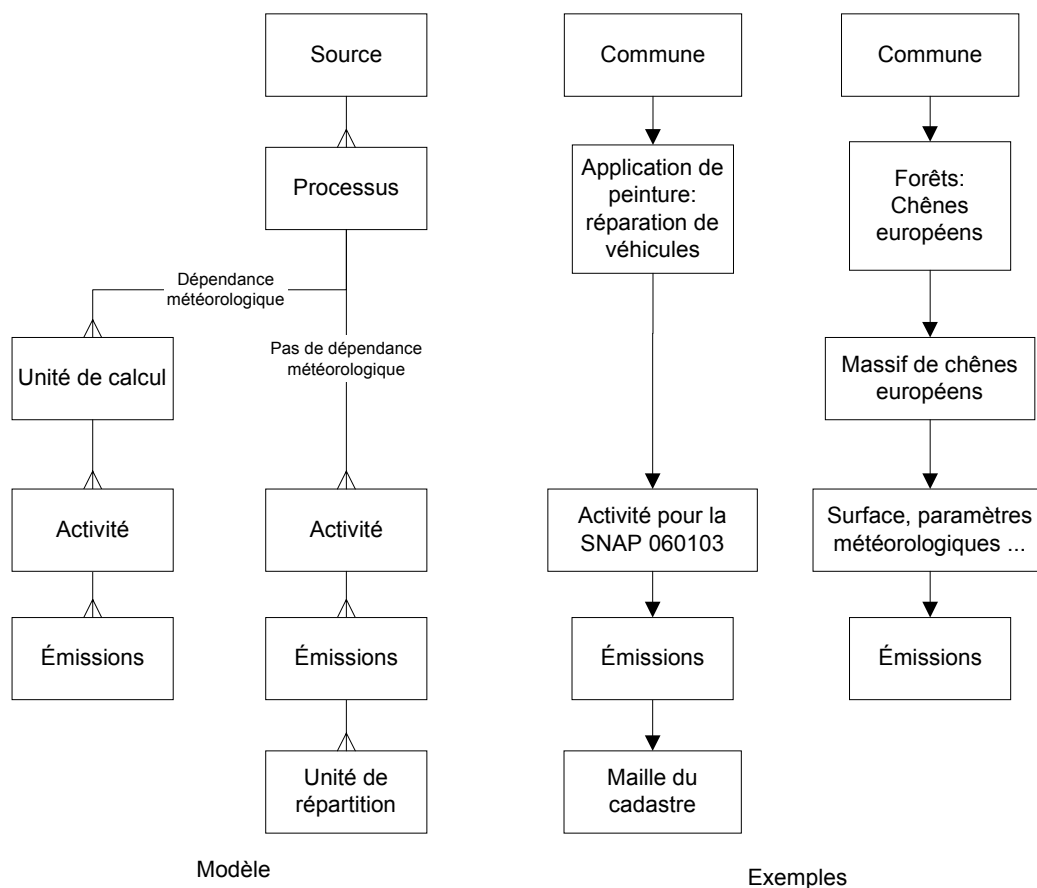 Source
Commune
Commune
Processus
Application de
peinture:
réparation de
véhicules
Forêts:
Chênes
européens
Dépendance
météorologique
Pas de dépendance
météorologique
Unité de calcul
Massif de chênes
européens
Activité
Activité
Activité pour la
SNAP 060103
Surface, paramètres
météorologiques ...
Émissions
Émissions
Émissions
Émissions
Unité de
répartition
Maille du
cadastre
Modèle
Exemples